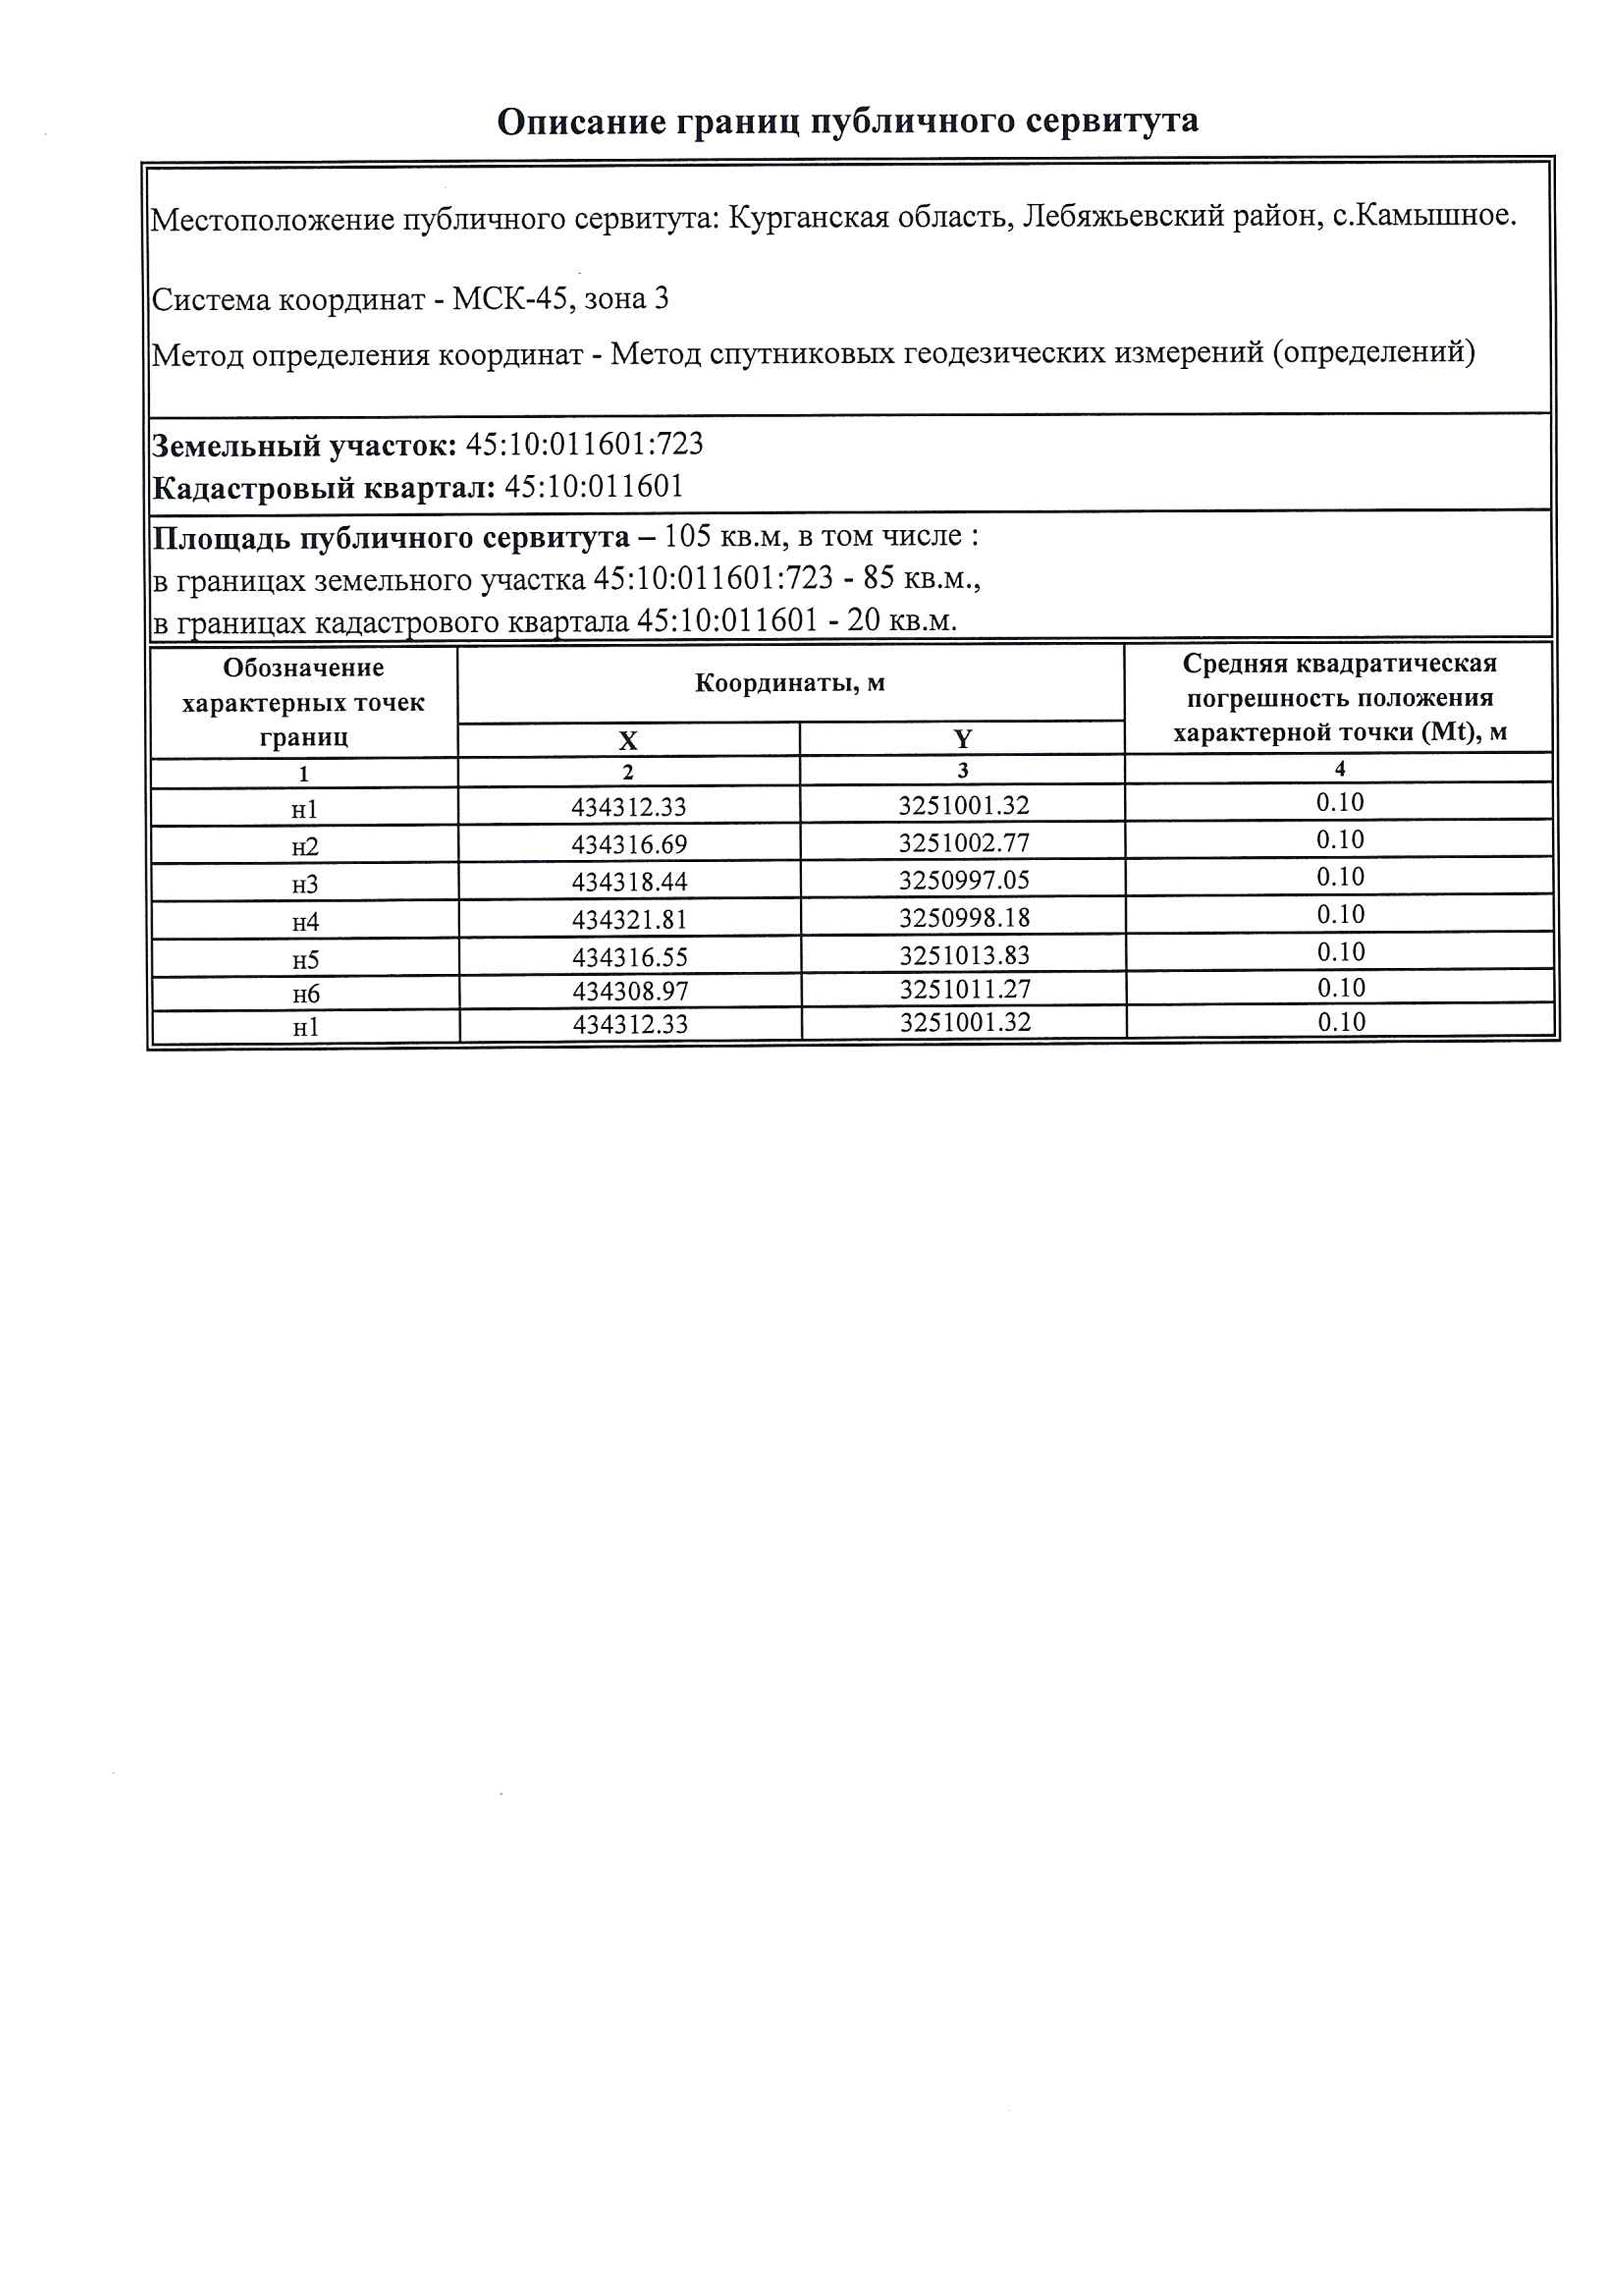 Описание границ публичного сервитута
Местоположение публичного сервитута: Курганская область, Лебяжьевский район, с.Камышное.
Система координат - МСК-45, зона 3
Метод определения координат - Метод спутниковых геодезических измерений (определений)
Земельный участок: 45:10:011601:723
Кадастровый квартал: 45:10:011601
Площадь публичного сервитута – 105 кв.м, в том числе :
в границах земельного участка 45:10:011601:723 - 85 кв.м.,
в границах кадастрового квартала 45:10:011601 - 20 кв.м.
Обозначение характерных точек границ
Координаты, м
Средняя квадратическая погрешность положения характерной точки (Mt), м
X Y
1 2 3 4
н1 434312.33 3251001.32 0.10
н2 434316.69 3251002.77 0.10
н3 434318.44 3250997.05 0.10
н4 434321.81 3250998.18 0.10
н5 434316.55 3251013.83 0.10
н6 434308.97 3251011.27 0.10
н1 434312.33 3251001.32 0.10